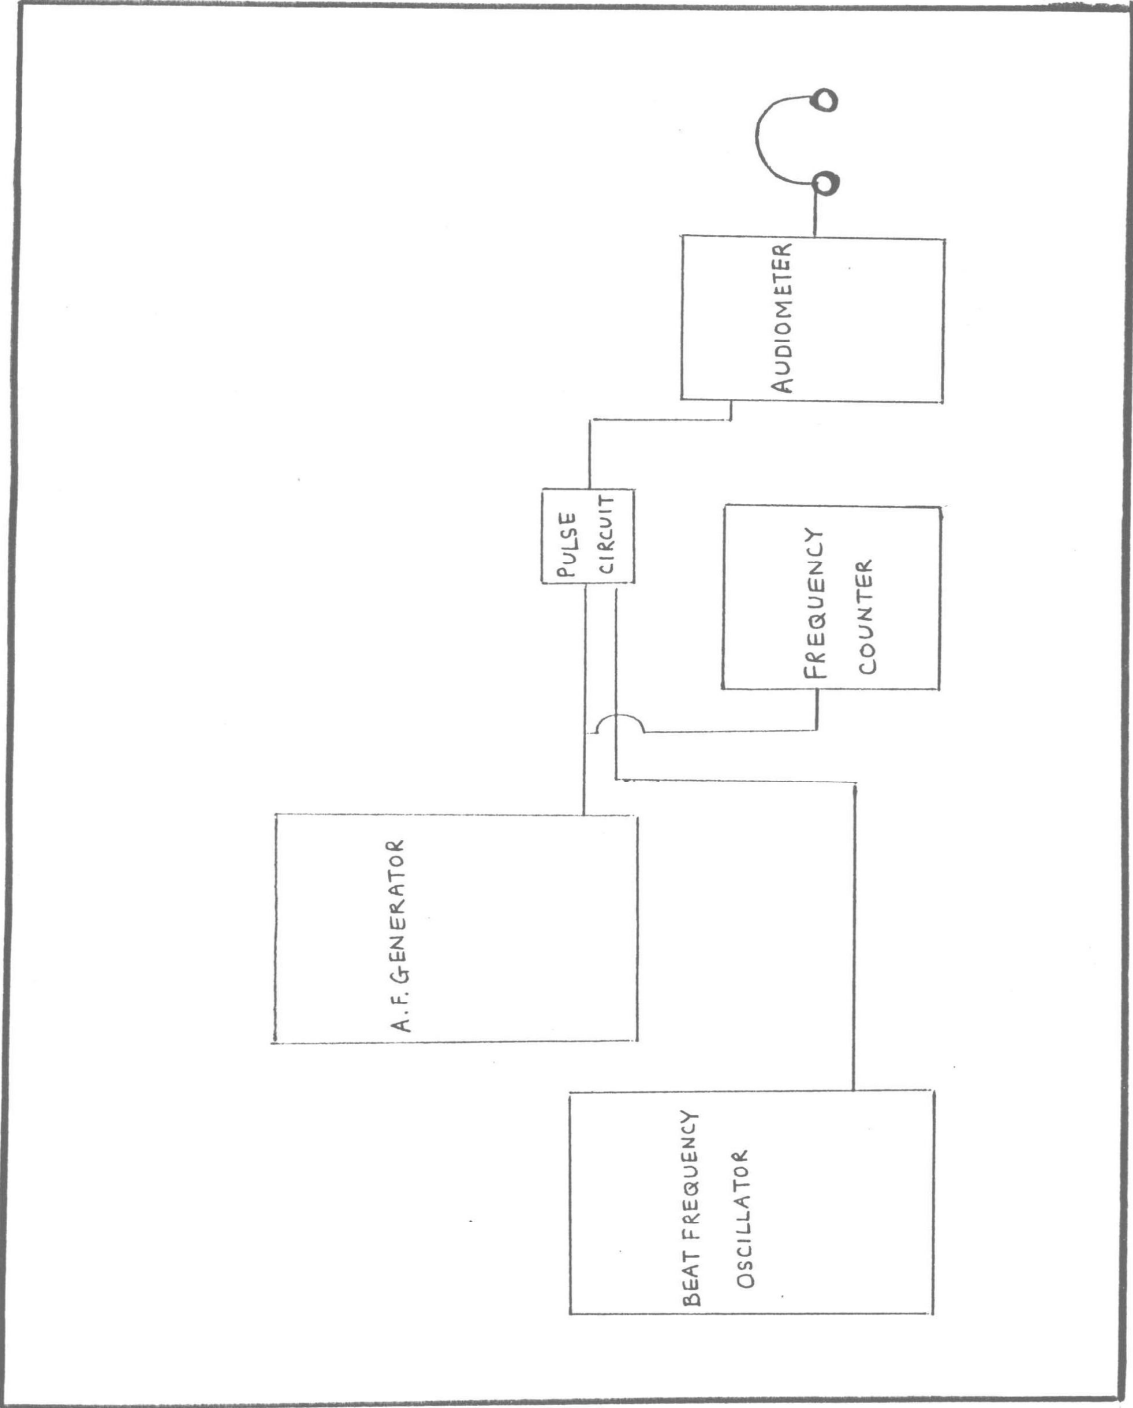 A.F. GENERATOR
BEAT FREQUENCY
OSCILLATOR
PULSE
CIRCUIT
FREQUENCY
COUNTER
AUDIOMETER